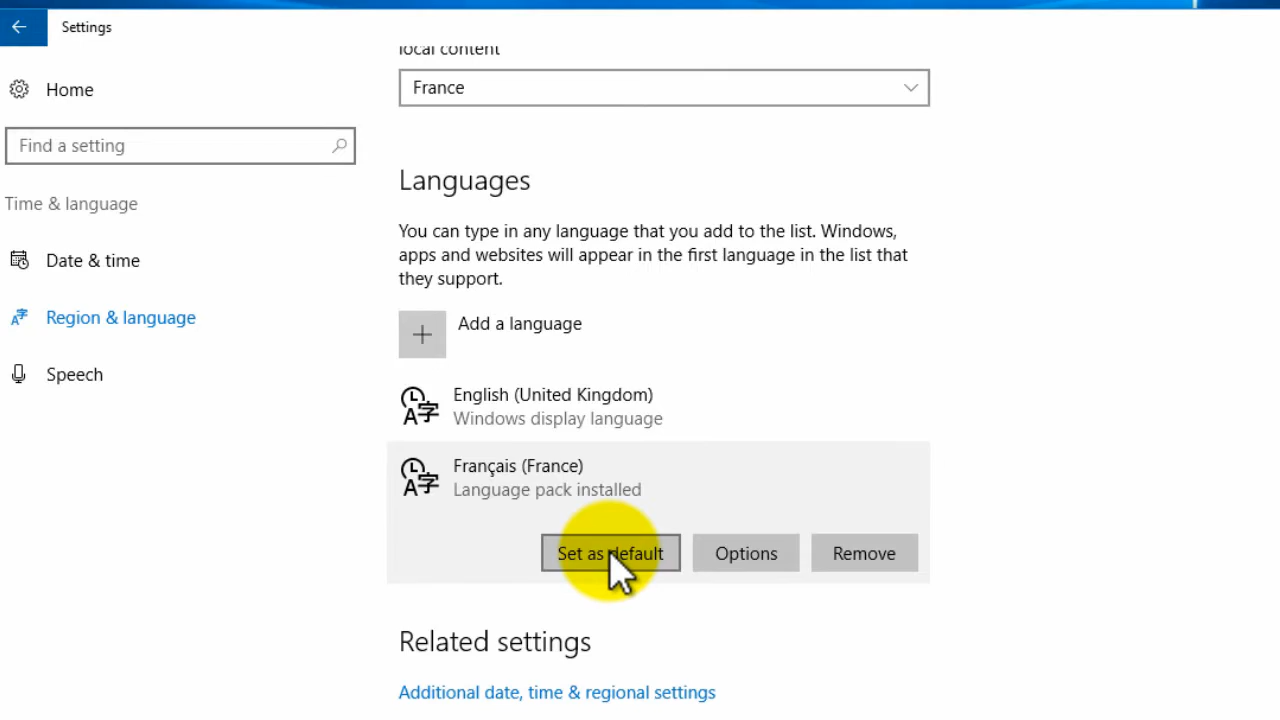 Settings
Home
Find a setting
Time & language
Date & time
Region & language
Speech
local content
France
Languages
You can type in any language that you add to the list. Windows,
apps and websites will appear in the first language in the list that
they support.
Add a language
English (United Kingdom)
Windows display language
Français (France)
Language pack installed
Set as default Options Remove
Related settings
Additional date, time & regional settings